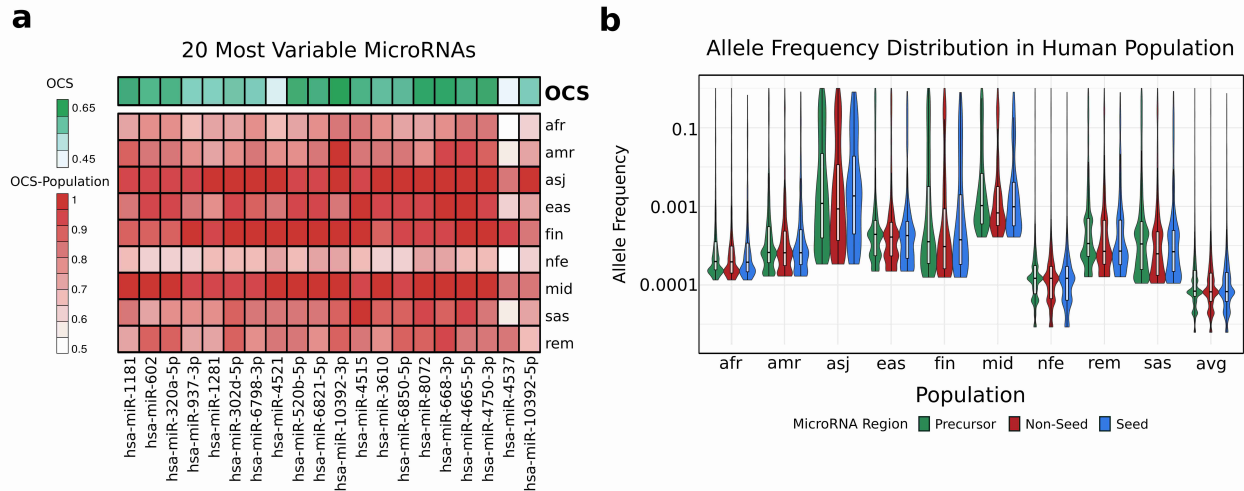 a
20 Most Variable MicroRNAs
OCS
0.65
0.45
OCS-Population
1
0.9
0.8
0.7
0.6
0.5
OCS
afr
amr
asj
eas
fin
nfe
mid
sas
rem
hsa-miR-1181
hsa-miR-602
hsa-miR-320a-5p
hsa-miR-937-3p
hsa-miR-1281
hsa-miR-302d-5p
hsa-miR-6798-3p
hsa-miR-4521
hsa-miR-520b-5p
hsa-miR-6821-5p
hsa-miR-10392-3p
hsa-miR-4515
hsa-miR-3610
hsa-miR-6850-5p
hsa-miR-8072
hsa-miR-668-3p
hsa-miR-4665-5p
hsa-miR-4750-3p
hsa-miR-4537
hsa-miR-10392-5p
b
Allele Frequency Distribution in Human Population
Allele Frequency
0.1
0.001
0.0001
afr amr asj eas fin mid nfe rem sas avg
Population
MicroRNA Region Precursor Non-Seed Seed